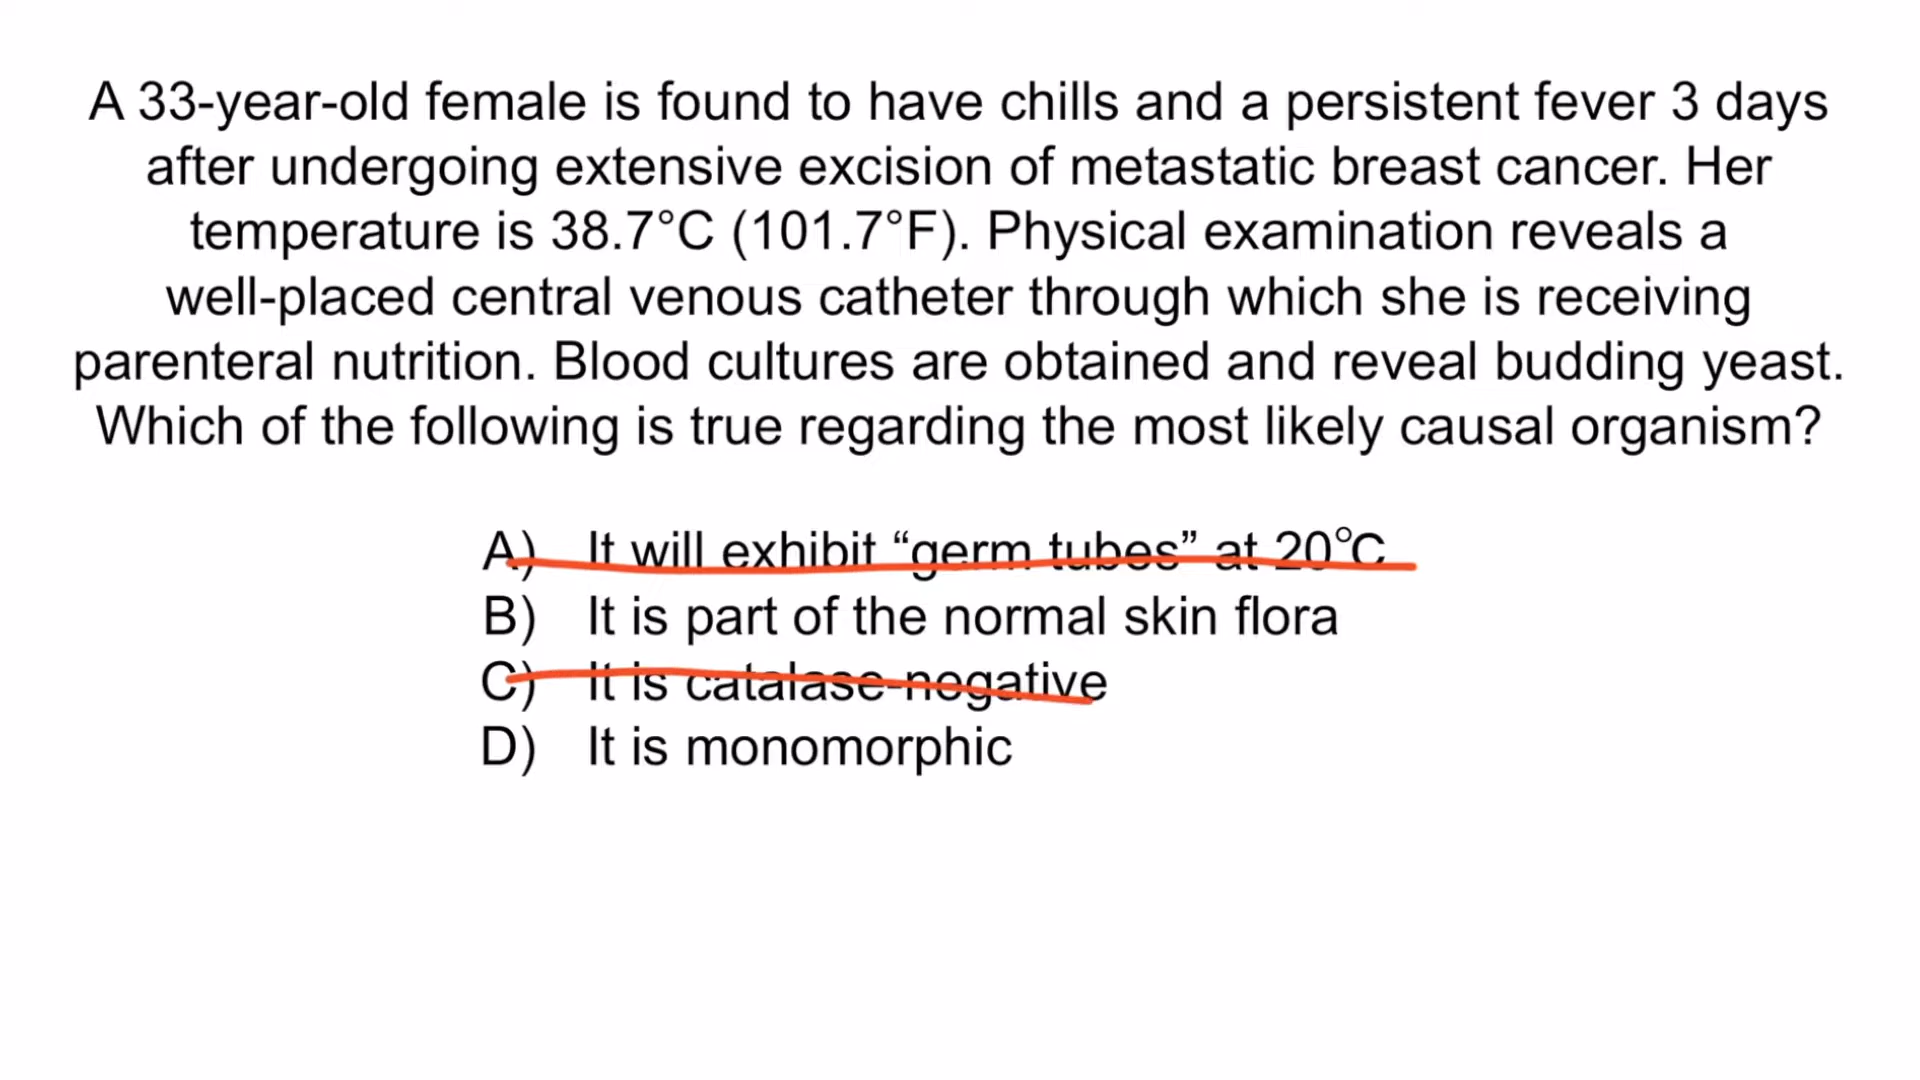 A 33-year-old female is found to have chills and a persistent fever 3 days
after undergoing extensive excision of metastatic breast cancer. Her
temperature is 38.7°C (101.7°F). Physical examination reveals a
well-placed central venous catheter through which she is receiving
parenteral nutrition. Blood cultures are obtained and reveal budding yeast.
Which of the following is true regarding the most likely causal organism?
A) It will exhibit “germ tubes” at 20°C
B) It is part of the normal skin flora
C) It is catalase-negative
D) It is monomorphic